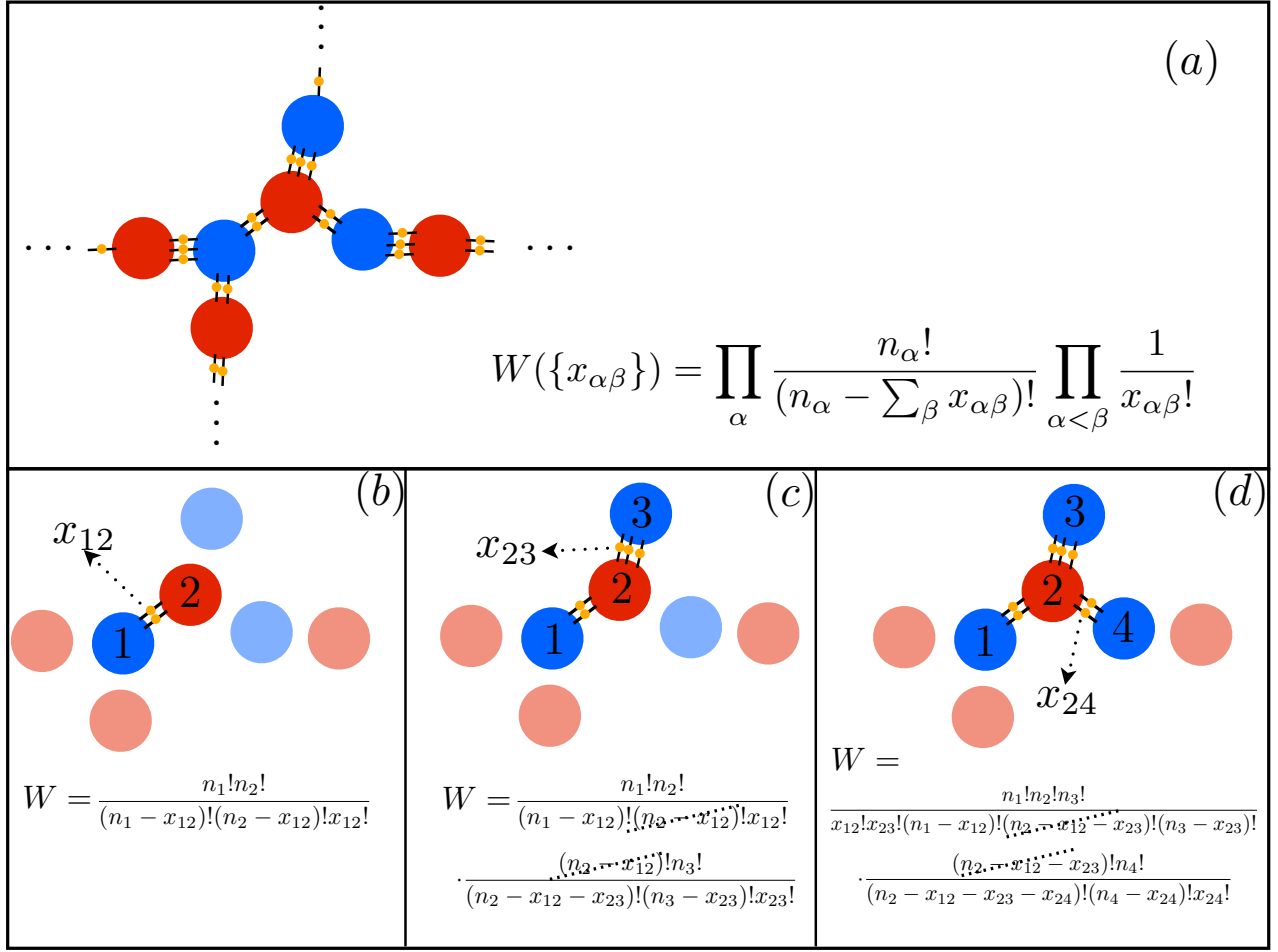 (a)
W({x_{αβ}}) = ∏_α n_α! / (n_α − ∑_β x_{αβ})! ∏_{α<β} 1 / x_{αβ}!
(b)
x_{12}
2
1
W = n_1!n_2! / (n_1 − x_{12})!(n_2 − x_{12})!x_{12}!
(c)
3
x_{23}
2
1
W = n_1!n_2! / (n_1 − x_{12})!(n_2 − x_{12})!x_{12}!
· (n_2 − x_{12})!n_3! / (n_2 − x_{12} − x_{23})!(n_3 − x_{23})!x_{23}!
(d)
3
2
1
4
x_{24}
W =
n_1!n_2!n_3! / x_{12}!x_{23}!(n_1 − x_{12})!(n_2 − x_{12} − x_{23})!(n_3 − x_{23})!
· (n_2 − x_{12} − x_{23})!n_4! / (n_2 − x_{12} − x_{23} − x_{24})!(n_4 − x_{24})!x_{24}!